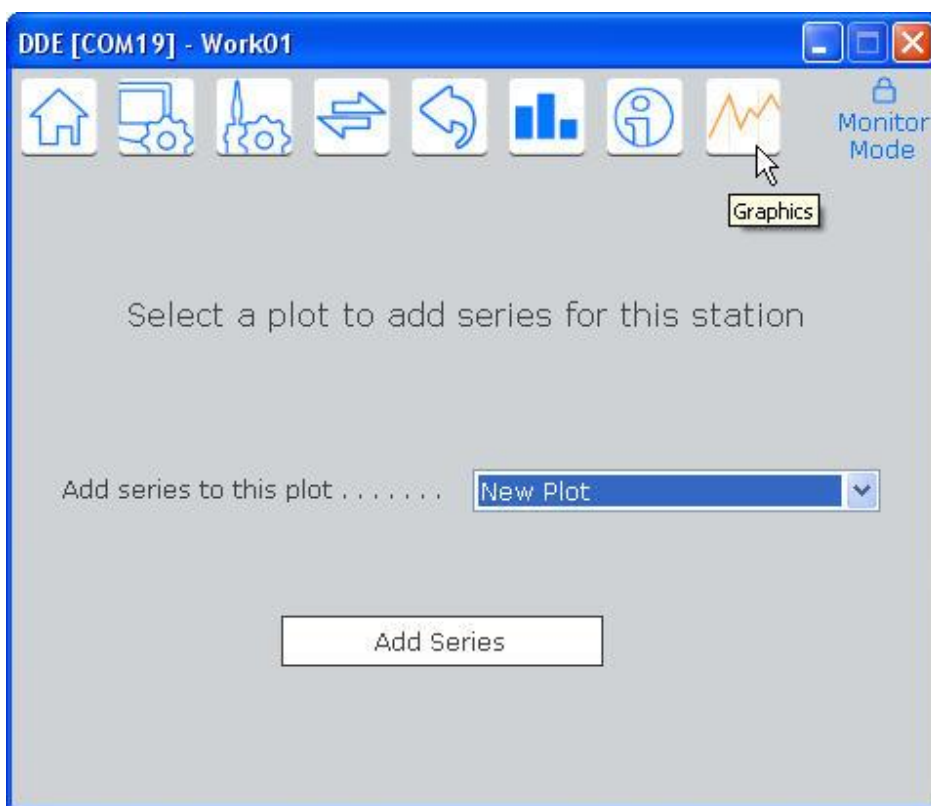 DDE [COM19] - Work01
Monitor
Mode
Graphics
Select a plot to add series for this station
Add series to this plot . . . . . . .
New Plot
Add Series